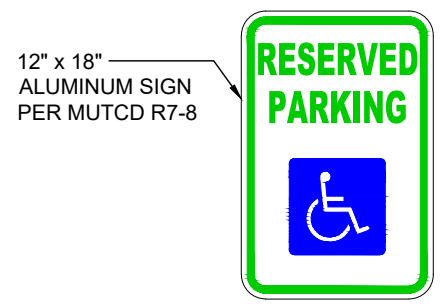 12" x 18"
ALUMINUM SIGN
PER MUTCD R7-8
RESERVED
PARKING